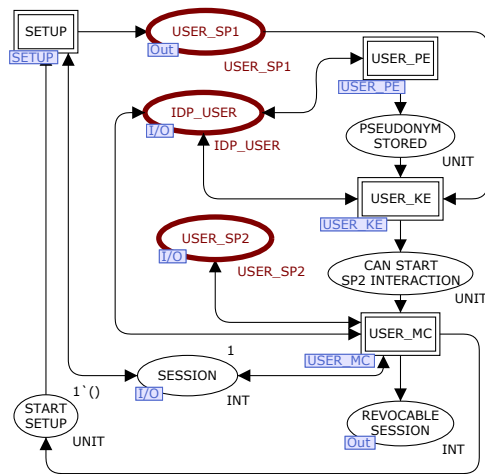 SETUP
SETUP
USER_SP1
Out
USER_SP1
USER_PE
USER_PE
IDP_USER
I/O
IDP_USER
PSEUDONYM
STORED
UNIT
USER_KE
USER_KE
USER_SP2
I/O
USER_SP2
CAN START
SP2 INTERACTION
UNIT
USER_MC
USER_MC
1
SESSION
I/O
INT
1`()
START
SETUP
UNIT
REVOCABLE
SESSION
Out
INT